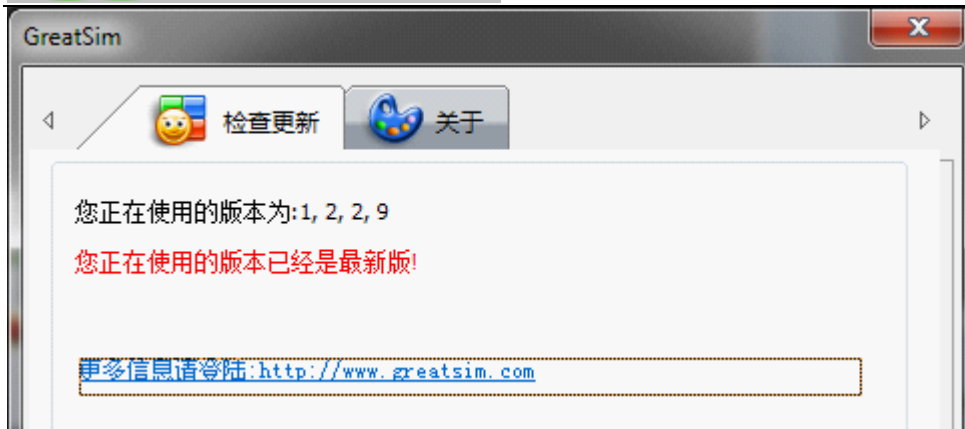 GreatSim
检查更新
关于
您正在使用的版本为:1, 2, 2, 9
您正在使用的版本已经是最新版!
更多信息请登陆:http://www.greatsim.com